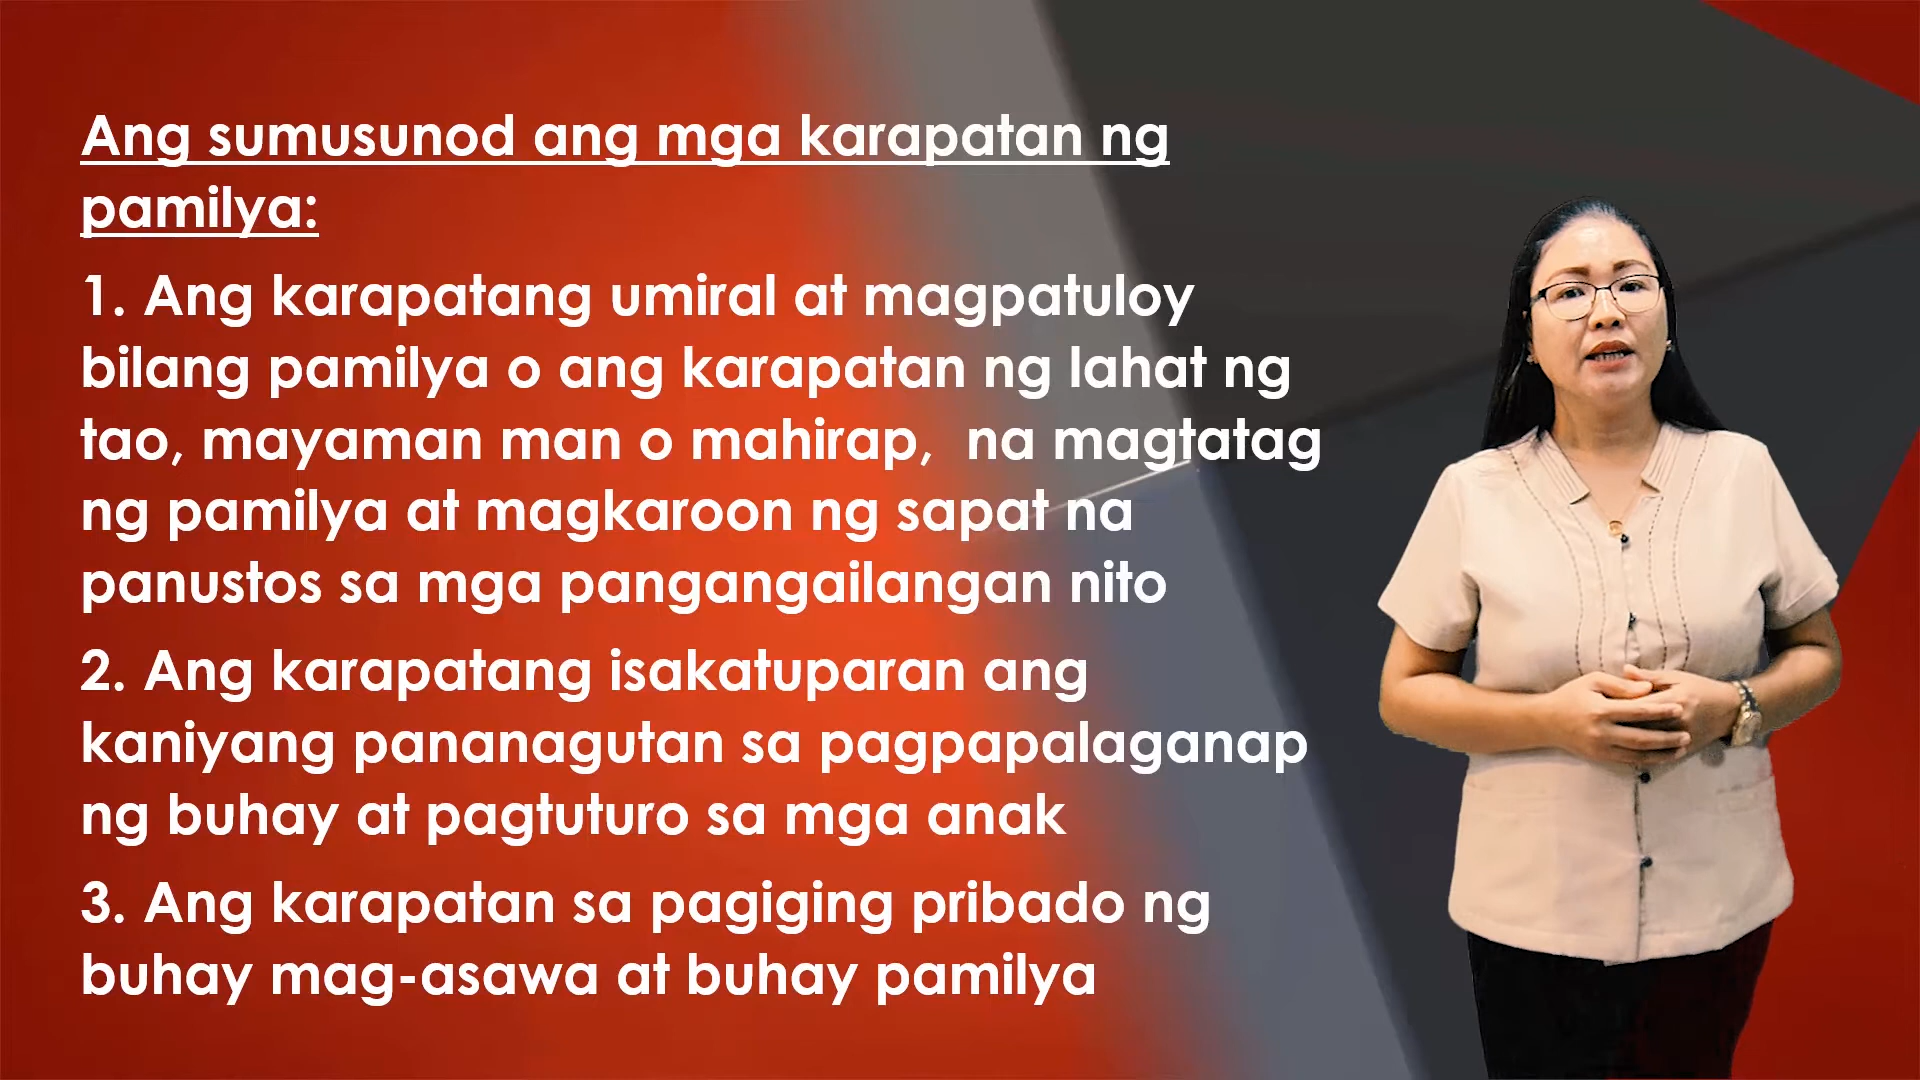 Ang sumusunod ang mga karapatan ng
pamilya:
1. Ang karapatang umiral at magpatuloy
bilang pamilya o ang karapatan ng lahat ng
tao, mayaman man o mahirap,  na magtatag
ng pamilya at magkaroon ng sapat na
panustos sa mga pangangailangan nito
2. Ang karapatang isakatuparan ang
kaniyang pananagutan sa pagpapalaganap
ng buhay at pagtuturo sa mga anak
3. Ang karapatan sa pagiging pribado ng
buhay mag-asawa at buhay pamilya